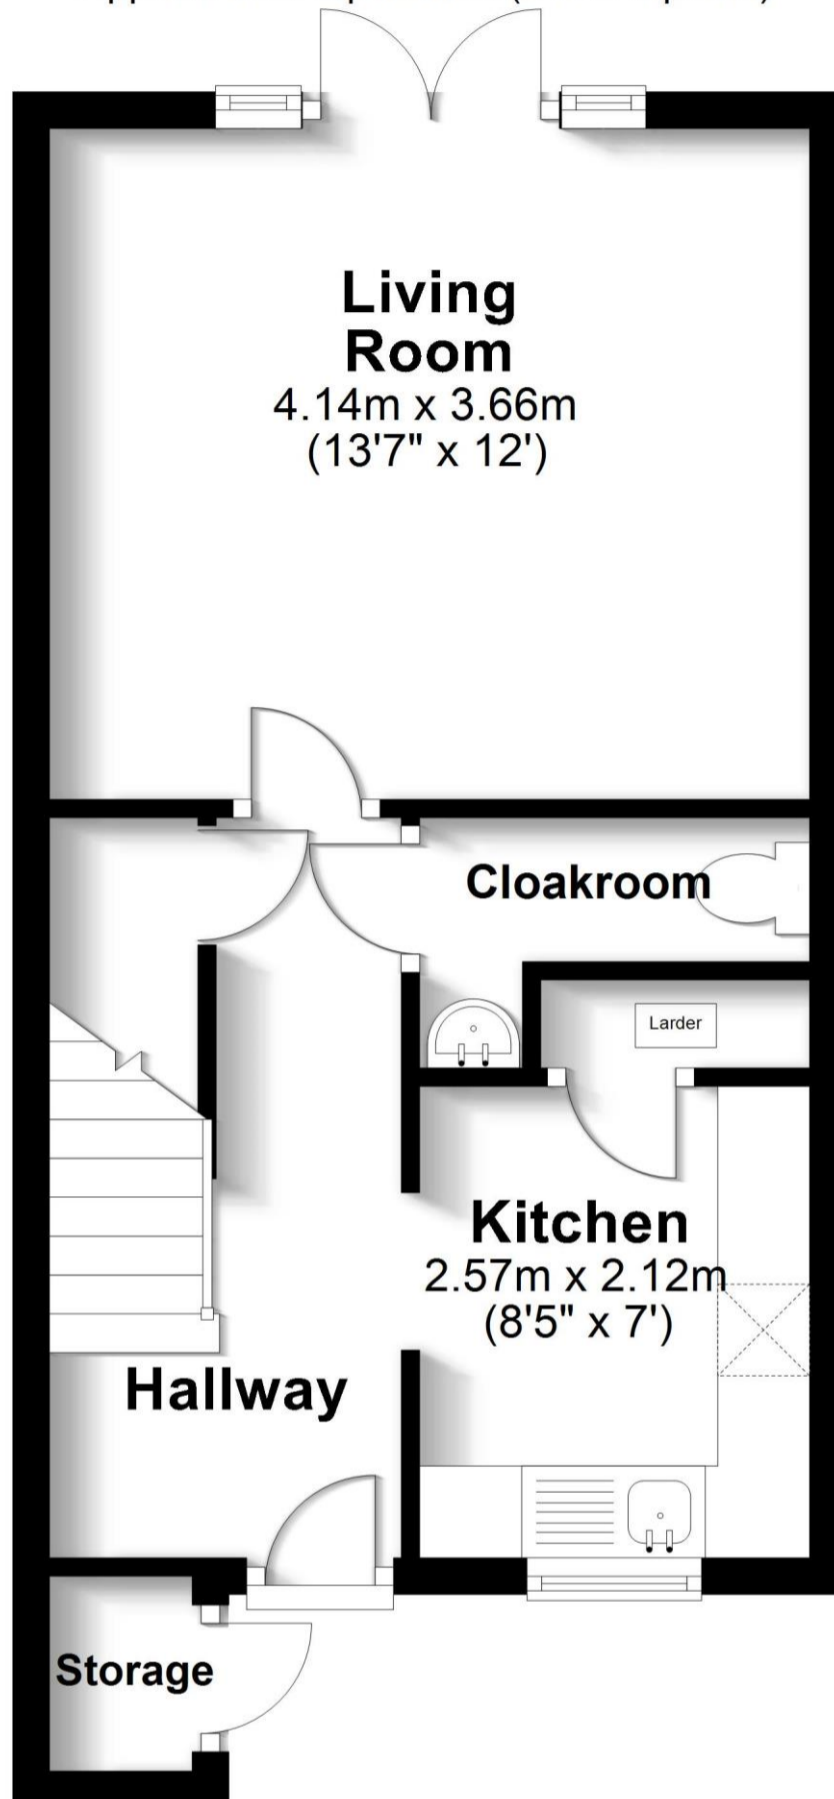 Living
Room
4.14m x 3.66m
(13'7" x 12')
Cloakroom
Larder
Kitchen
2.57m x 2.12m
(8'5" x 7')
Hallway
Storage